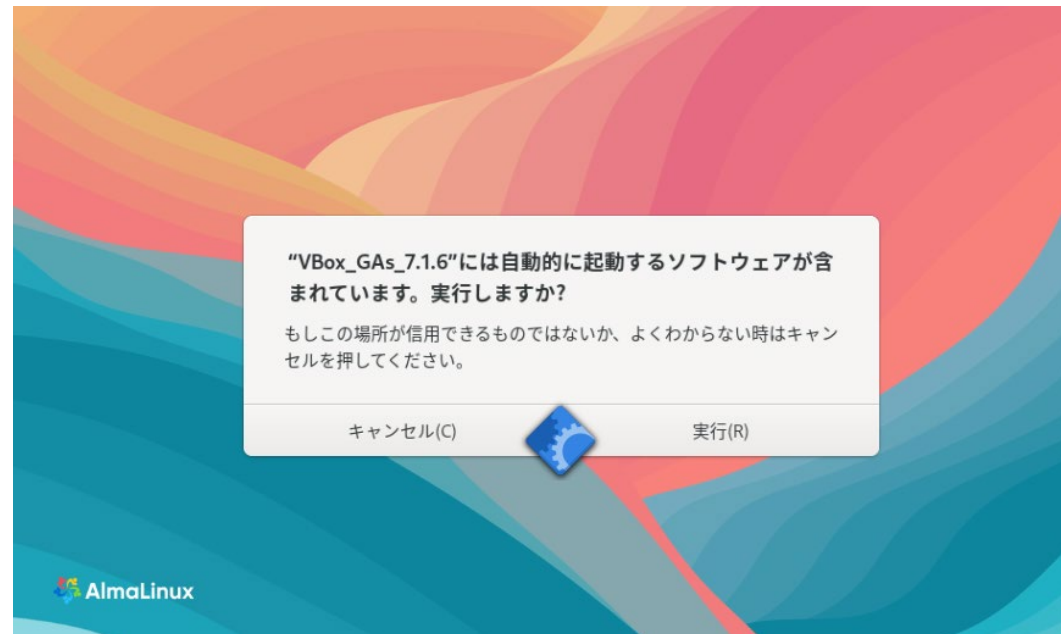 “VBox_GAs_7.1.6”には自動的に起動するソフトウェアが含
まれています。実行しますか?
もしこの場所が信用できるものではないか、よくわからない時はキャン
セルを押してください。
キャンセル(C)
実行(R)
AlmaLinux